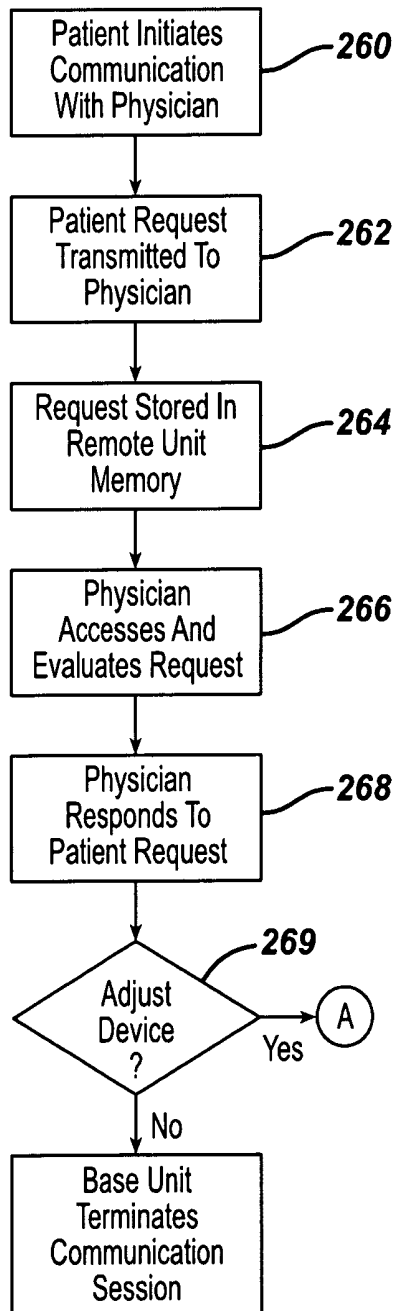 Patient Initiates
Communication
With Physician
260
Patient Request
Transmitted To
Physician
262
Request Stored In
Remote Unit
Memory
264
Physician
Accesses And
Evaluates Request
266
Physician
Responds To
Patient Request
268
269
Adjust
Device
?
A
Yes
No
Base Unit
Terminates
Communication
Session